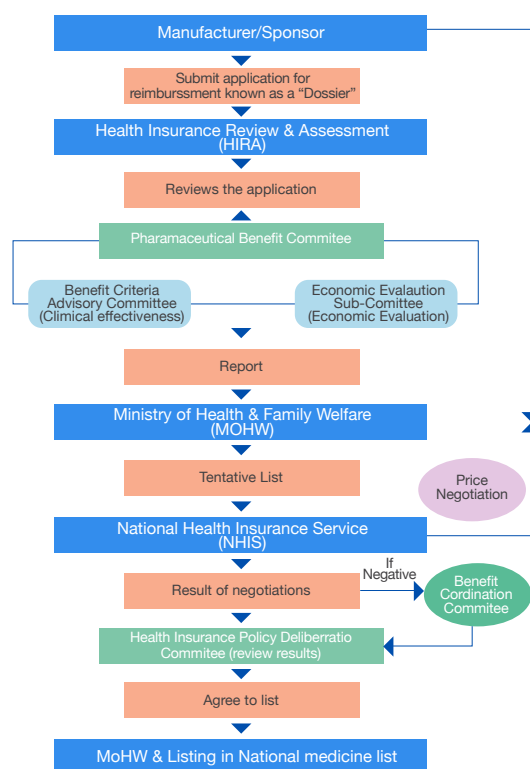 Manufacturer/Sponsor
Submit application for
reimburssment known as a “Dossier”
Health Insurance Review & Assessment
(HIRA)
Reviews the application
Pharamaceutical Benefit Commitee
Benefit Criteria
Advisory Committee
(Clinical effectiveness)
Economic Evalaution
Sub-Comittee
(Economic Evaluation)
Report
Ministry of Health & Family Welfare
(MOHW)
Tentative List
Price
Negotiation
National Health Insurance Service
(NHIS)
If
Negative
Result of negotiations
Benefit
Cordination
Commitee
Health Insurance Policy Deliberratio
Commitee (review results)
Agree to list
MoHW & Listing in National medicine list